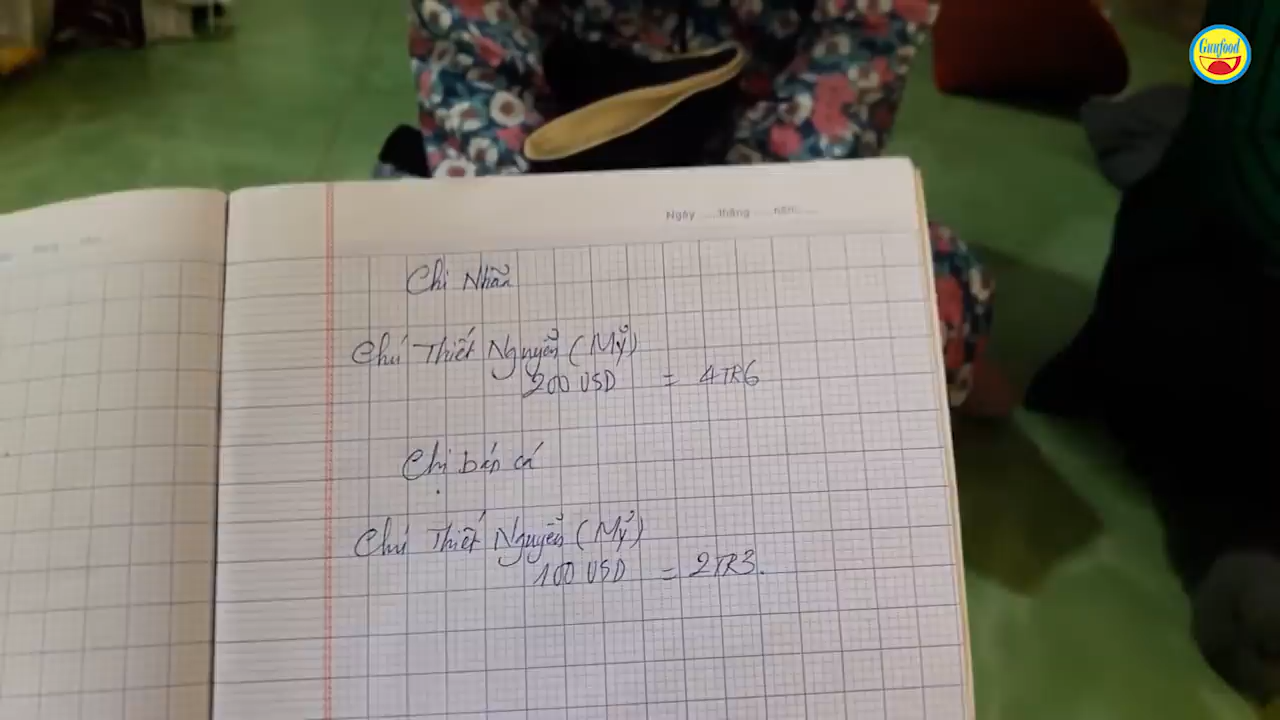 Guufood
Ngày ....tháng ....năm.....
Chị Nhãn
Chú Thiết Nguyễn (Mỹ)
200 USD = 4TR6
Chị bán cá
Chú Thiết Nguyễn (Mỹ)
100 USD = 2TR3.